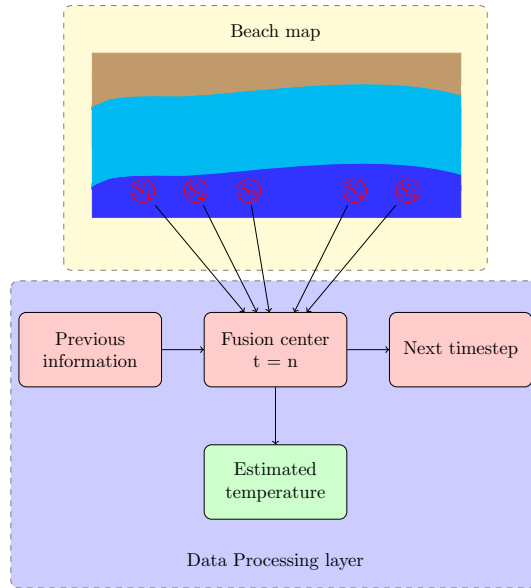 Beach map
Previous
information
Fusion center
t = n
Next timestep
Estimated
temperature
Data Processing layer